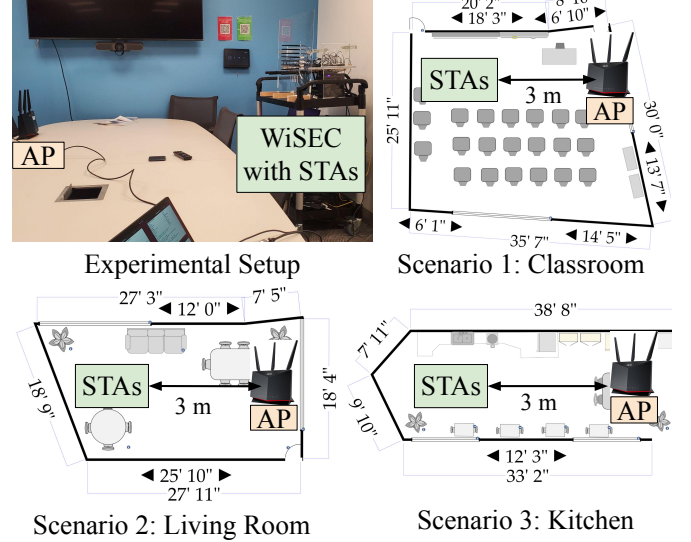 AP
WiSEC
with STAs
Experimental Setup
20' 2"
18' 3"
6' 10"
25' 11"
STAs
3 m
AP
30' 0"
13' 7"
6' 1"
14' 5"
35' 7"
Scenario 1: Classroom
27' 3"
12' 0"
7' 5"
18' 9"
STAs
3 m
AP
18' 4"
25' 10"
27' 11"
Scenario 2: Living Room
38' 8"
7' 11"
9' 10"
STAs
3 m
AP
12' 3"
33' 2"
Scenario 3: Kitchen